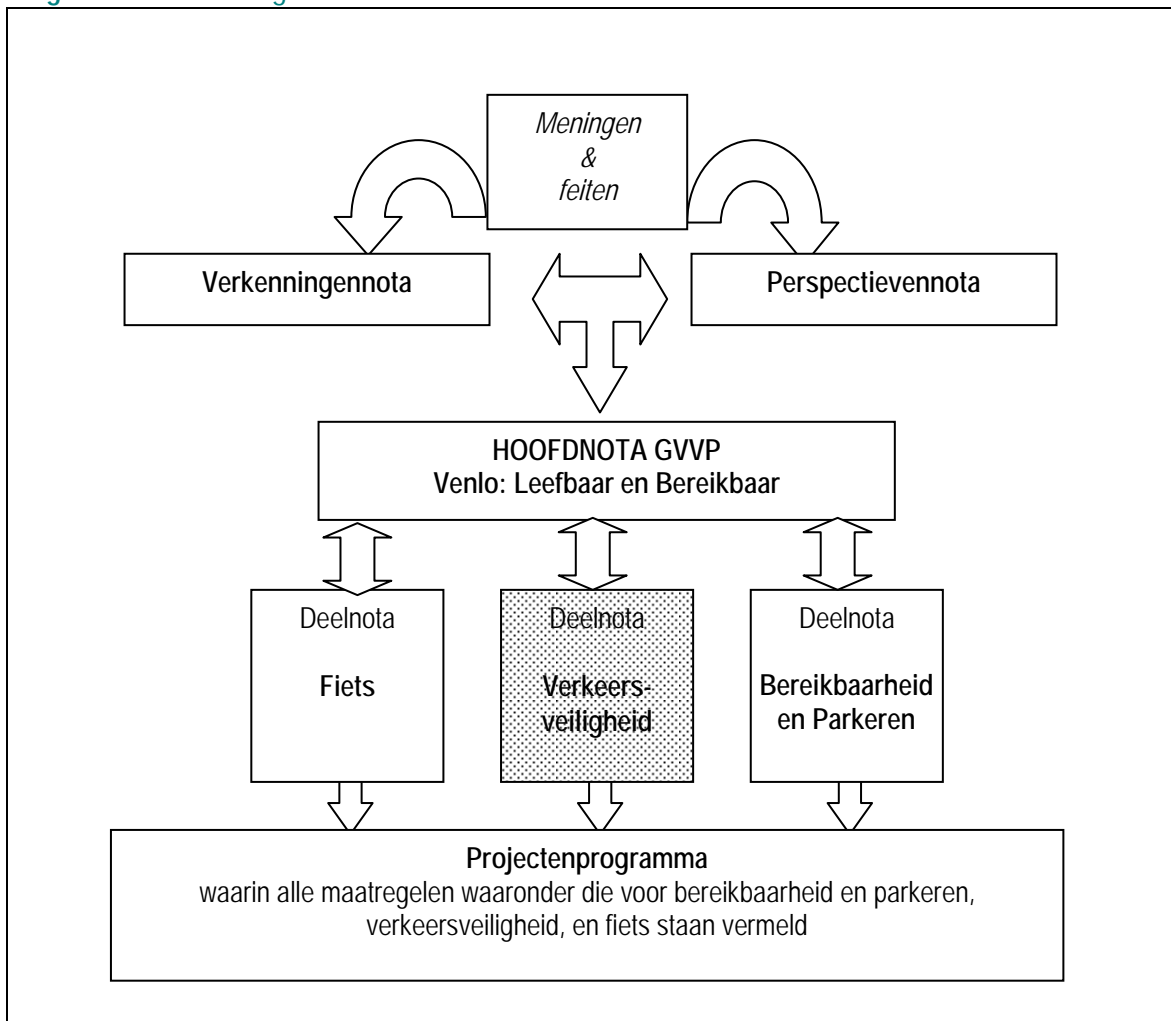 Meningen
&
feiten
Verkenningennota
Perspectievennota
HOOFDNOTA GVVP
Venlo: Leefbaar en Bereikbaar
Deelnota
Fiets
Deelnota
Verkeers-
veiligheid
Deelnota
Bereikbaarheid
en Parkeren
Projectenprogramma
waarin alle maatregelen waaronder die voor bereikbaarheid en parkeren,
verkeersveiligheid, en fiets staan vermeld